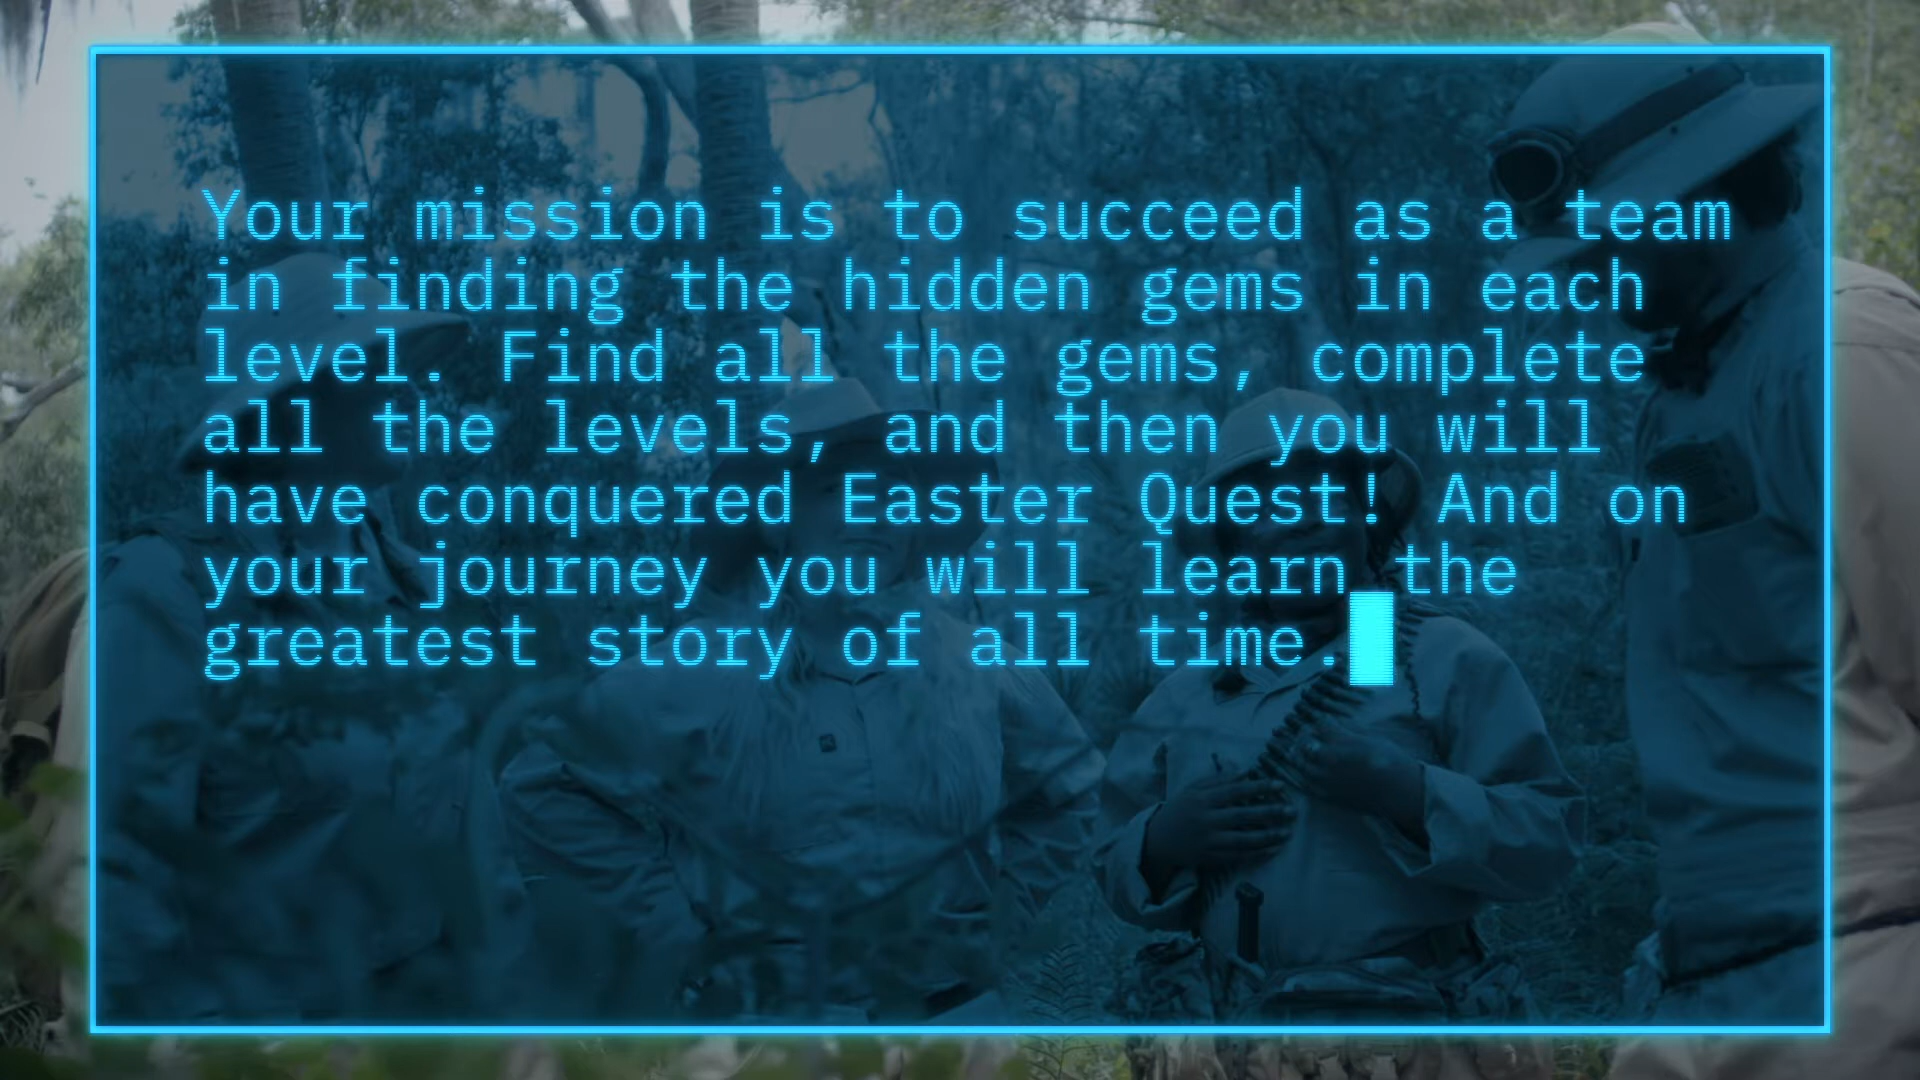 Your mission is to succeed as a team
in finding the hidden gems in each
level. Find all the gems, complete
all the levels, and then you will
have conquered Easter Quest! And on
your journey you will learn the
greatest story of all time.